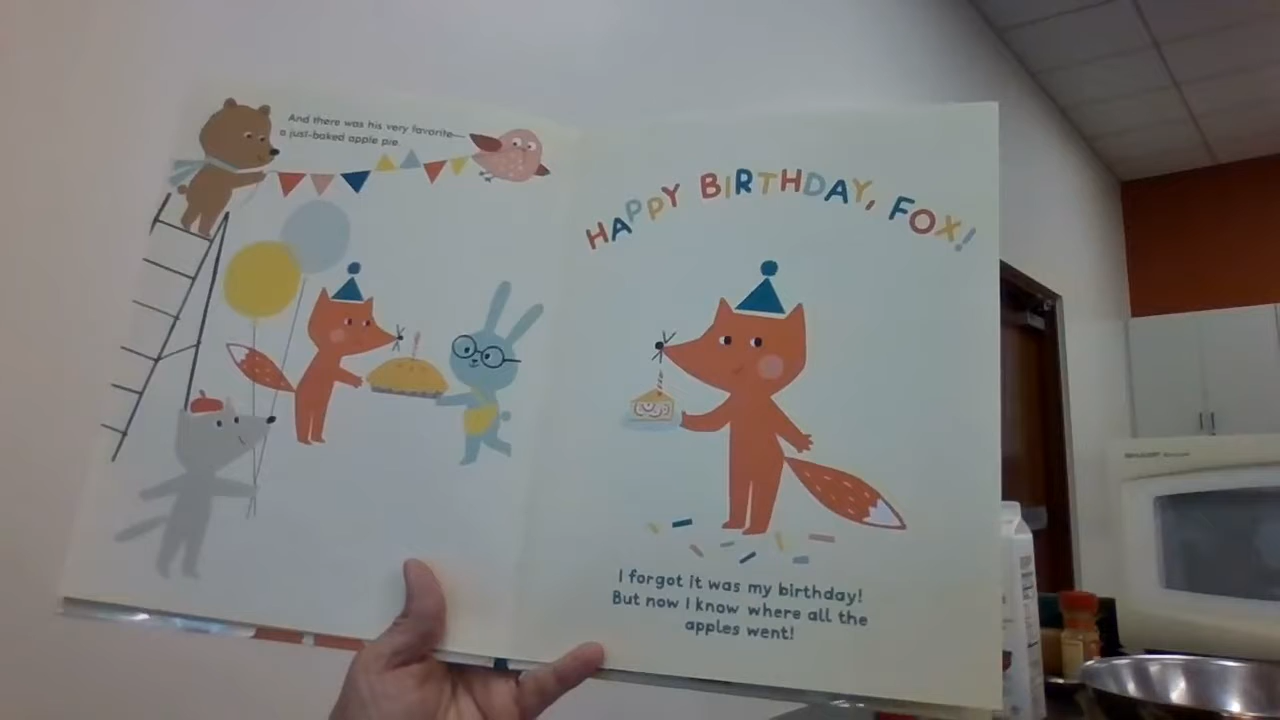 And there was his very favorite—
a just-baked apple pie.
HAPPY BIRTHDAY, FOX!
I forgot it was my birthday!
But now I know where all the
apples went!
SHARP